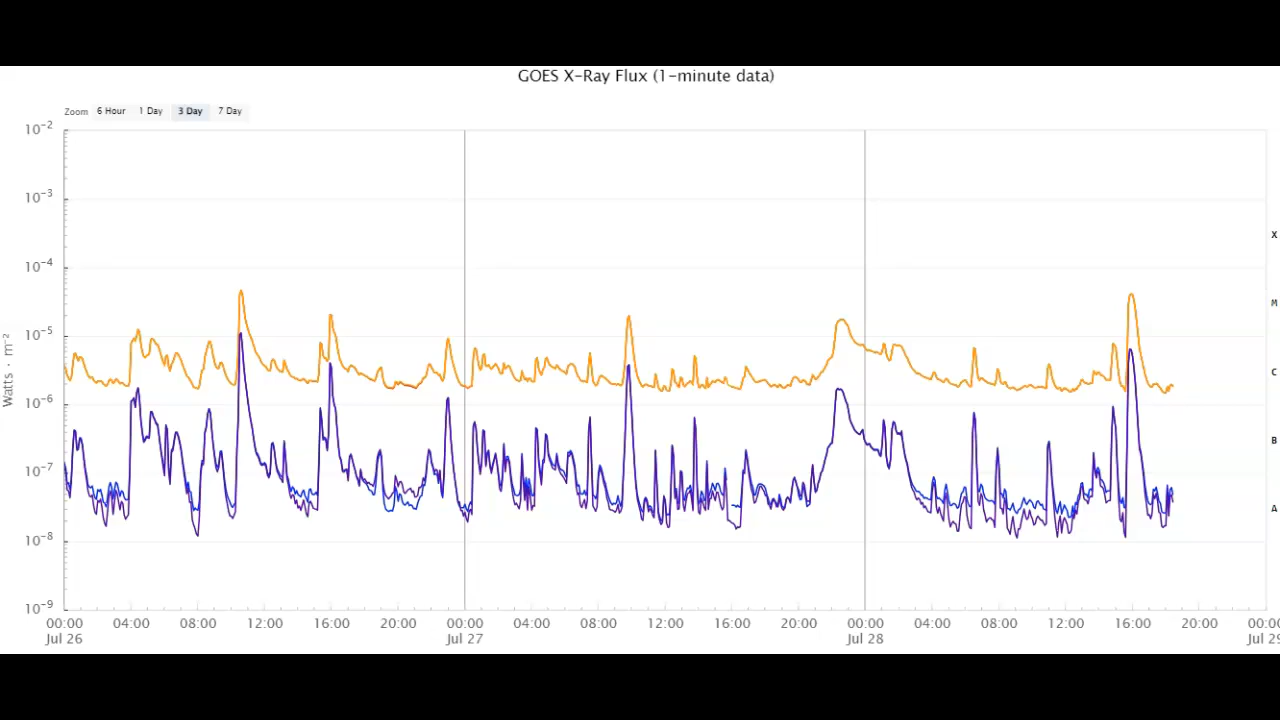 GOES X-Ray Flux (1-minute data)
Zoom 6 Hour 1 Day 3 Day 7 Day
10⁻²
10⁻³
10⁻⁴
10⁻⁵
10⁻⁶
10⁻⁷
10⁻⁸
10⁻⁹
Watts · m⁻²
X
M
C
B
A
00:00 04:00 08:00 12:00 16:00 20:00 00:00 04:00 08:00 12:00 16:00 20:00 00:00 04:00 08:00 12:00 16:00 20:00 00:00
Jul 26 Jul 27 Jul 28 Jul 29